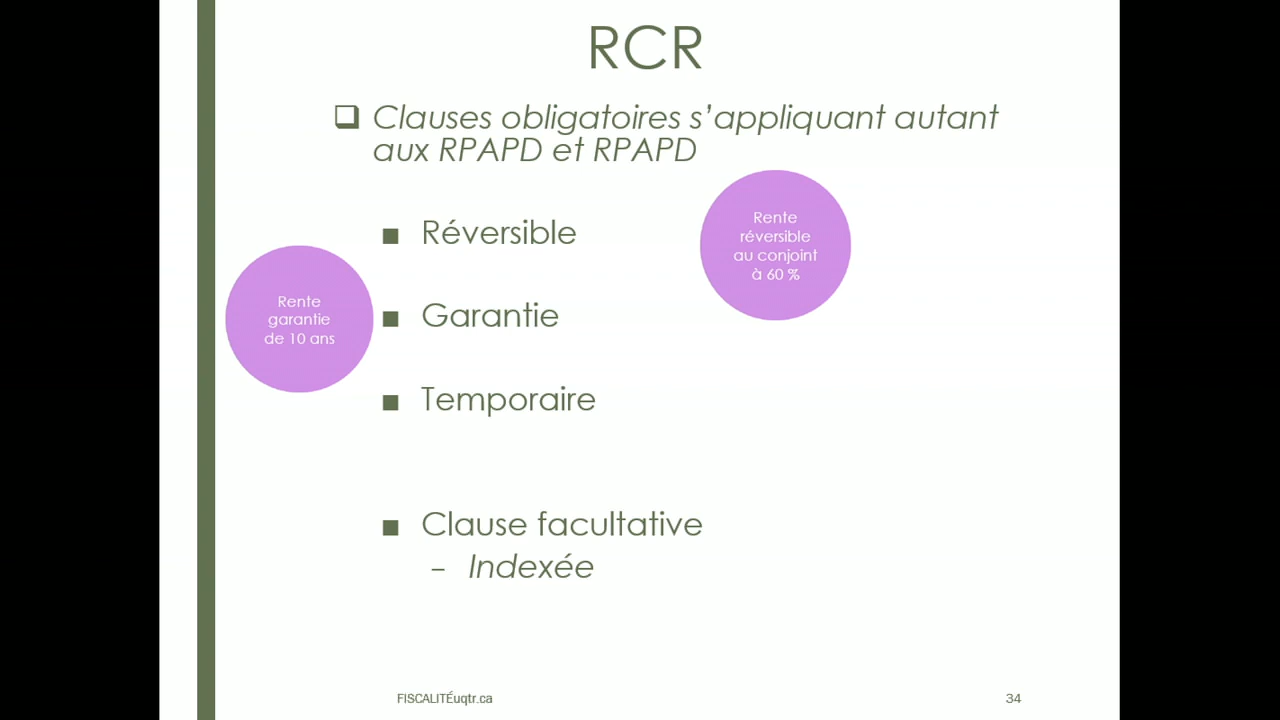 RCR
Clauses obligatoires s'appliquant autant
aux RPAPD et RPAPD
Réversible
Rente
réversible
au conjoint
à 60 %
Rente
garantie
de 10 ans
Garantie
Temporaire
Clause facultative
– Indexée
FISCALITÉuqtr.ca
34